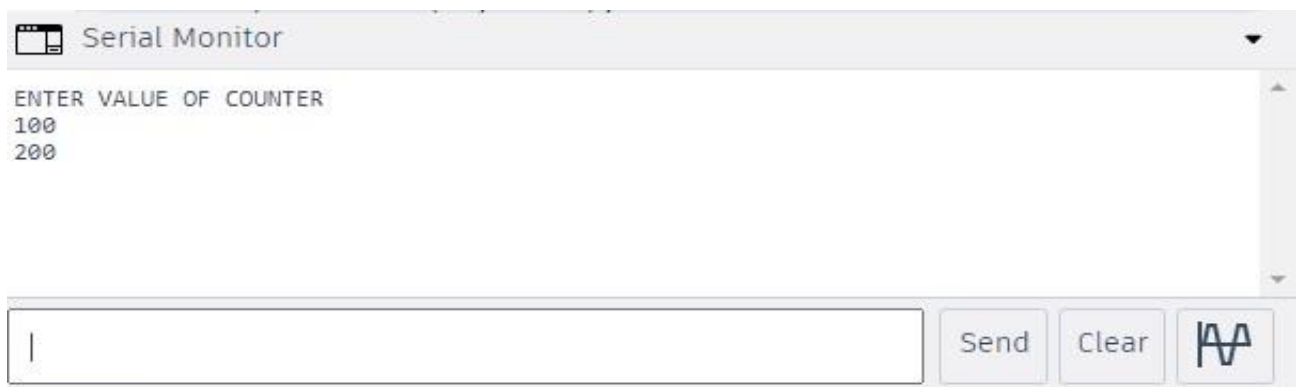 Serial Monitor
ENTER VALUE OF COUNTER
100
200
Send Clear